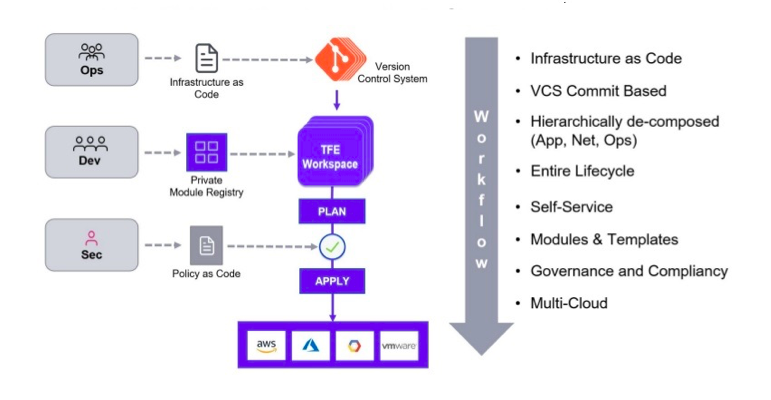 Ops
Infrastructure as
Code
Version
Control System
Dev
Private
Module Registry
TFE
Workspace
PLAN
Sec
Policy as Code
APPLY
aws
vmware
Workflow
• Infrastructure as Code
• VCS Commit Based
• Hierarchically de-composed
(App, Net, Ops)
• Entire Lifecycle
• Self-Service
• Modules & Templates
• Governance and Compliancy
• Multi-Cloud